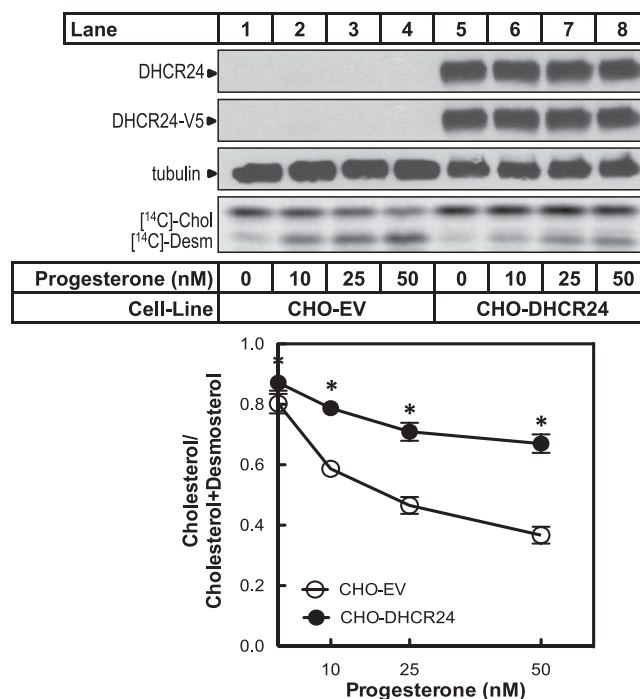 Lane 1 2 3 4 5 6 7 8
DHCR24
DHCR24-V5
tubulin
[¹⁴C]-Chol
[¹⁴C]-Desm
Progesterone (nM) 0 10 25 50 0 10 25 50
Cell-Line CHO-EV CHO-DHCR24
Cholesterol/
Cholesterol+Desmosterol
1.0
0.8
0.6
0.4
0.2
0.0
* * * *
CHO-EV
CHO-DHCR24
10 25 50
Progesterone (nM)